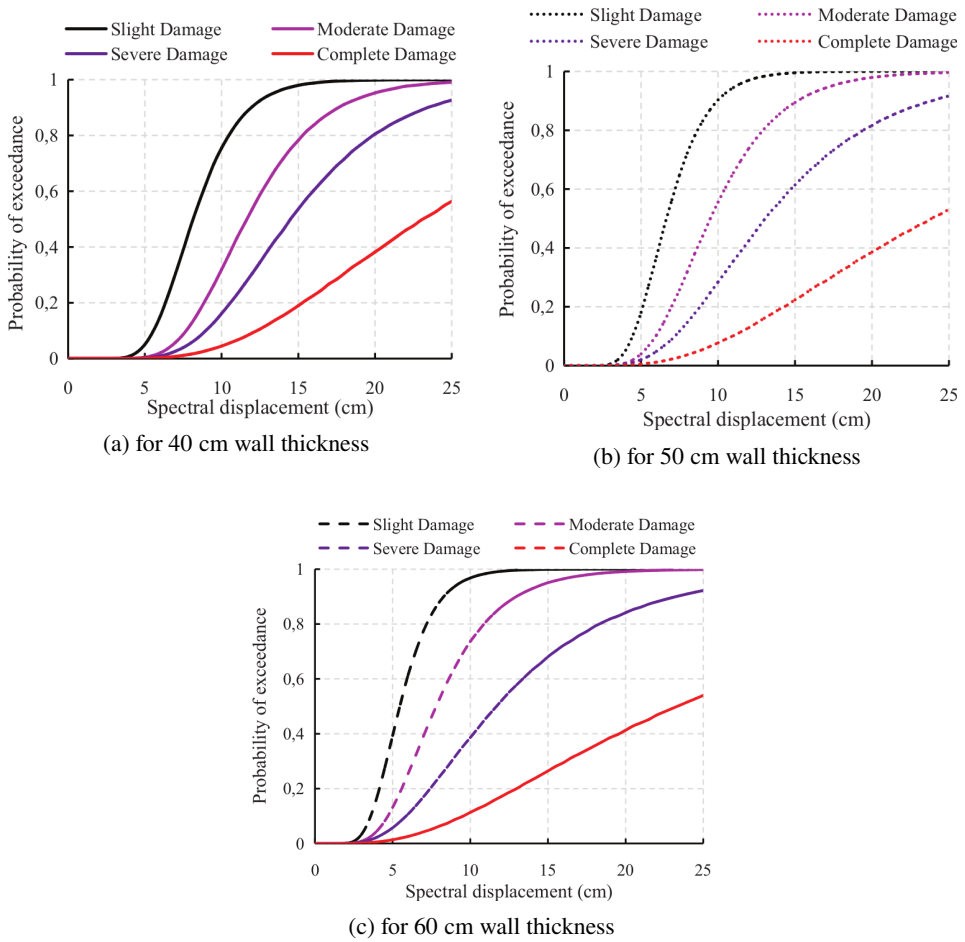 Slight Damage Moderate Damage
Severe Damage Complete Damage
Probability of exceedance
1
0,8
0,6
0,4
0,2
0
0 5 10 15 20 25
Spectral displacement (cm)
(a) for 40 cm wall thickness
Slight Damage Moderate Damage
Severe Damage Complete Damage
Probability of exceedance
1
0,8
0,6
0,4
0,2
0
0 5 10 15 20 25
Spectral displacement (cm)
(b) for 50 cm wall thickness
Slight Damage Moderate Damage
Severe Damage Complete Damage
Probability of exceedance
1
0,8
0,6
0,4
0,2
0
0 5 10 15 20 25
Spectral displacement (cm)
(c) for 60 cm wall thickness